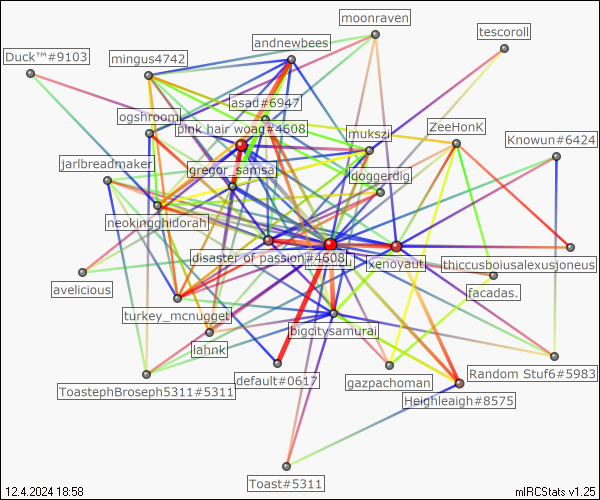 moonraven
tescoroll
andnewbees
Duck™#9103
mingus4742
asad#6947
ogshroom
pink hair woag#4608
ZeeHonK
mukszi
Knowun#6424
jarlbreadmaker
gregor_samsa
doggerdig
neokingghidorah
disaster of passion#4608
xenoyaut
thiccusboiusalexusjoneus
avelicious
facadas.
turkey_mcnugget
bigcitysamurai
lahnk
Random Stuf6#5983
default#0617
gazpachoman
ToastephBroseph5311#5311
Heighleaigh#8575
Toast#5311
12.4.2024 18:58
mIRCStats v1.25